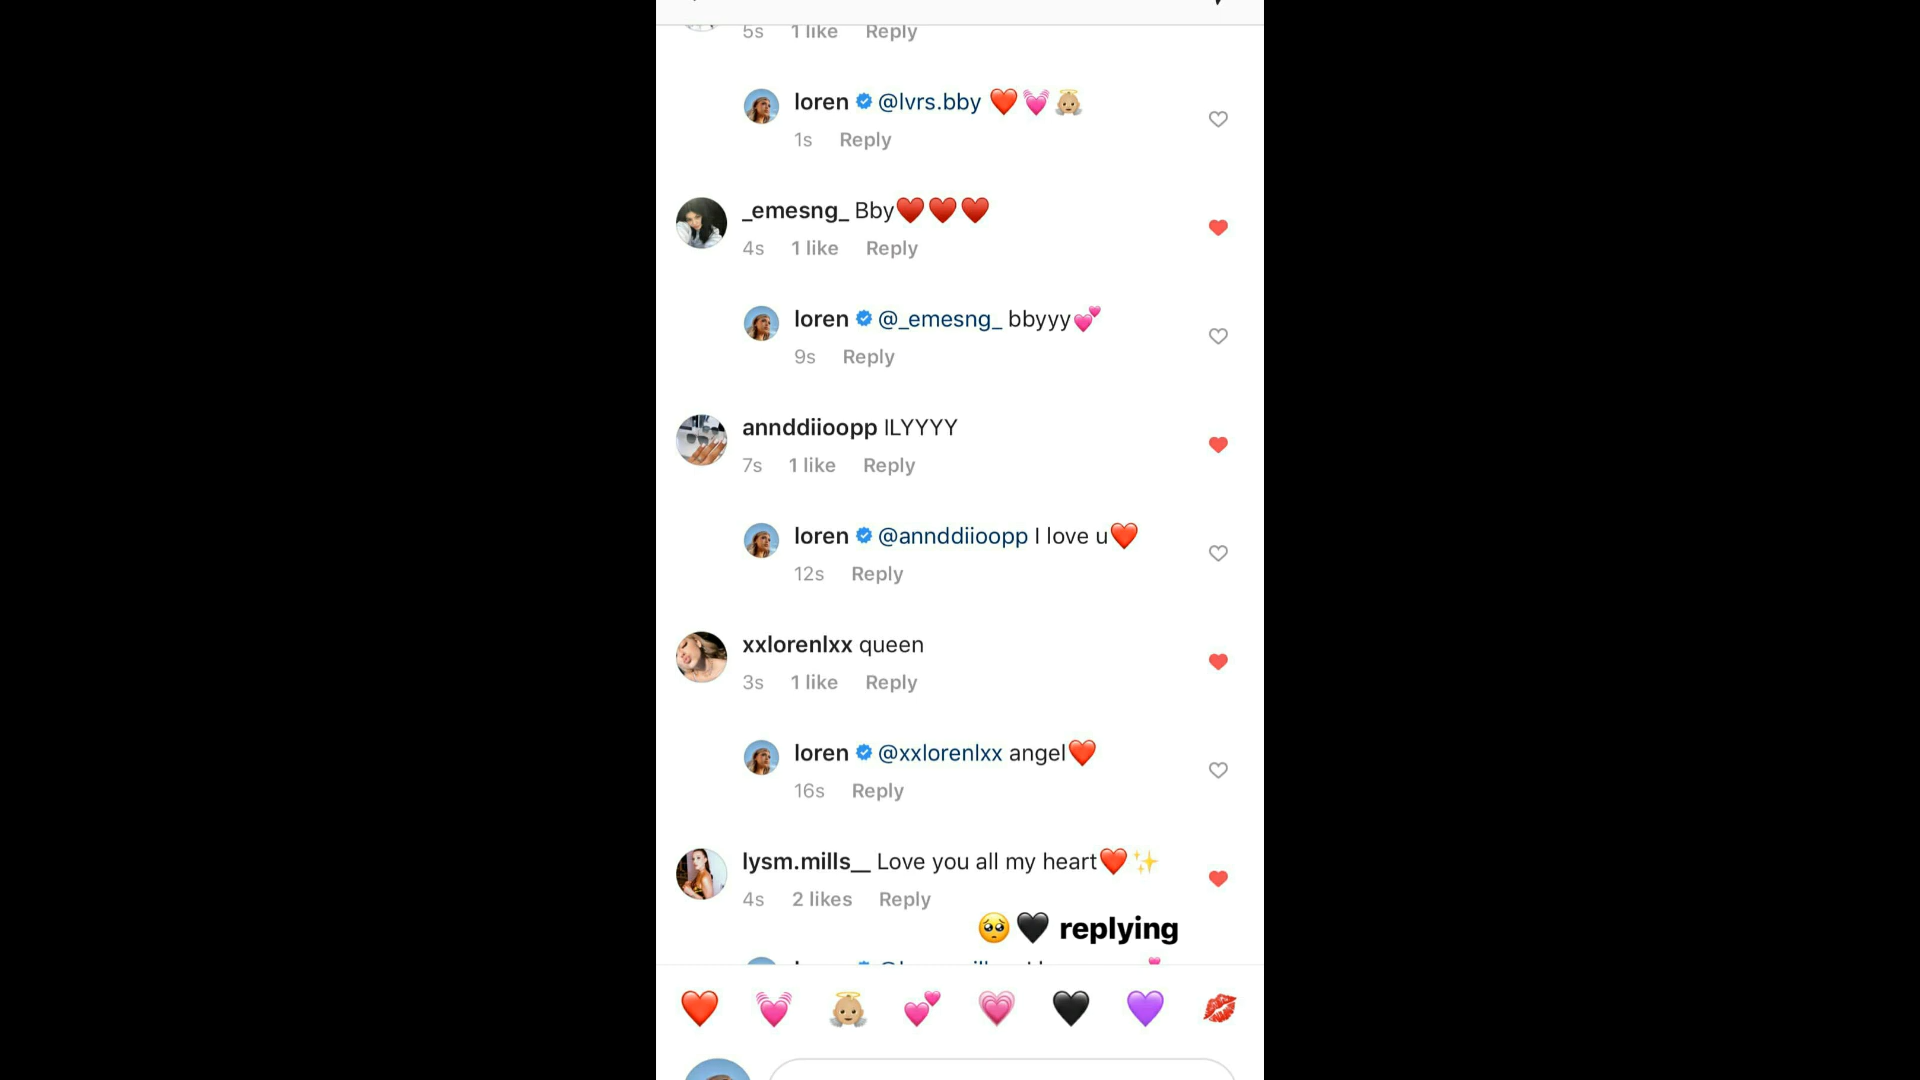 5s 1 like Reply
loren @lvrs.bby ❤️💓👼🏼
1s Reply
_emesng_ Bby♥️♥️♥️
4s 1 like Reply
loren @_emesng_ bbyyy💕
9s Reply
annddiioopp ILYYYY
7s 1 like Reply
loren @annddiioopp I love u❤️
12s Reply
xxlorenlxx queen
3s 1 like Reply
loren @xxlorenlxx angel❤️
16s Reply
lysm.mills__ Love you all my heart❤️✨
4s 2 likes Reply
🥺🖤 replying
❤️💓👼🏼💕💗🖤💜💋